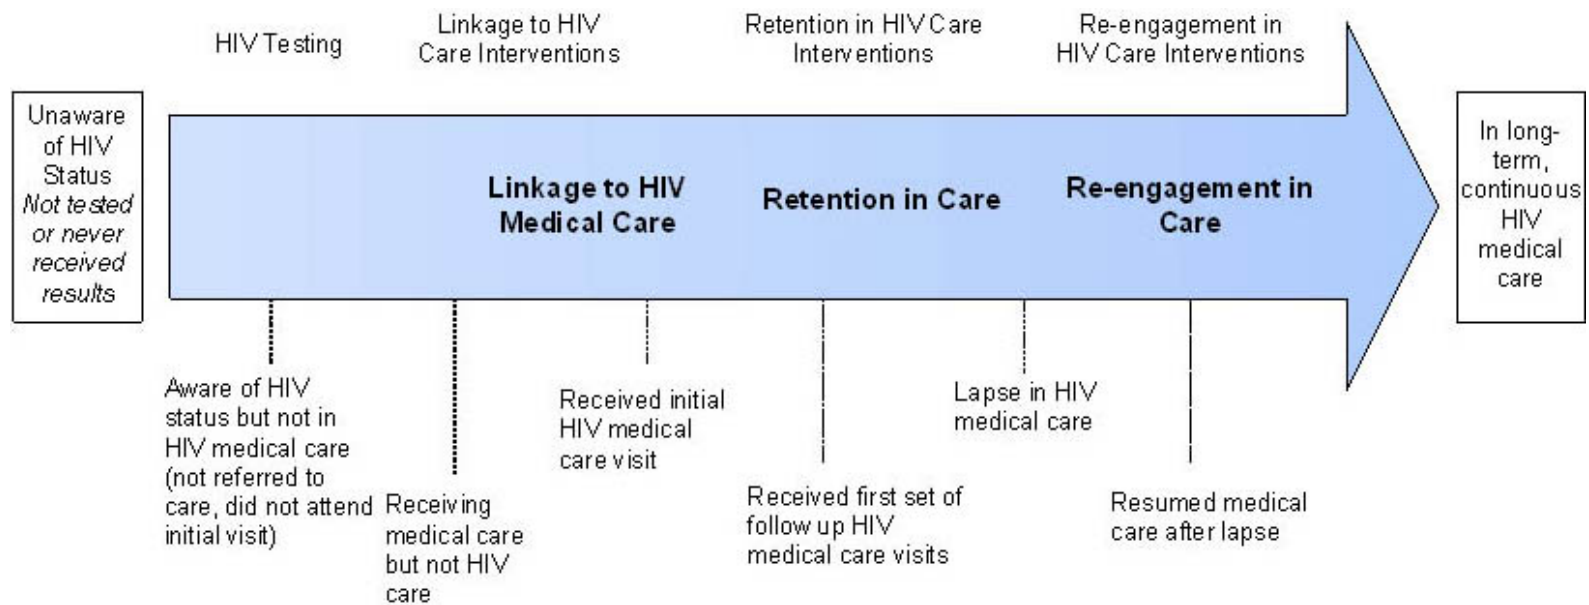 HIV Testing
Linkage to HIV
Care Interventions
Retention in HIV Care
Interventions
Re-engagement in
HIV Care Interventions
Unaware
of HIV
Status
Not tested
or never
received
results
Linkage to HIV
Medical Care
Retention in Care
Re-engagement in
Care
In long-
term,
continuous
HIV
medical
care
Aware of HIV
status but not in
HIV medical care
(not referred to
care, did not attend
initial visit)
Receiving
medical care
but not HIV
care
Received initial
HIV medical
care visit
Received first set of
follow up HIV
medical care visits
Lapse in HIV
medical care
Resumed medical
care after lapse